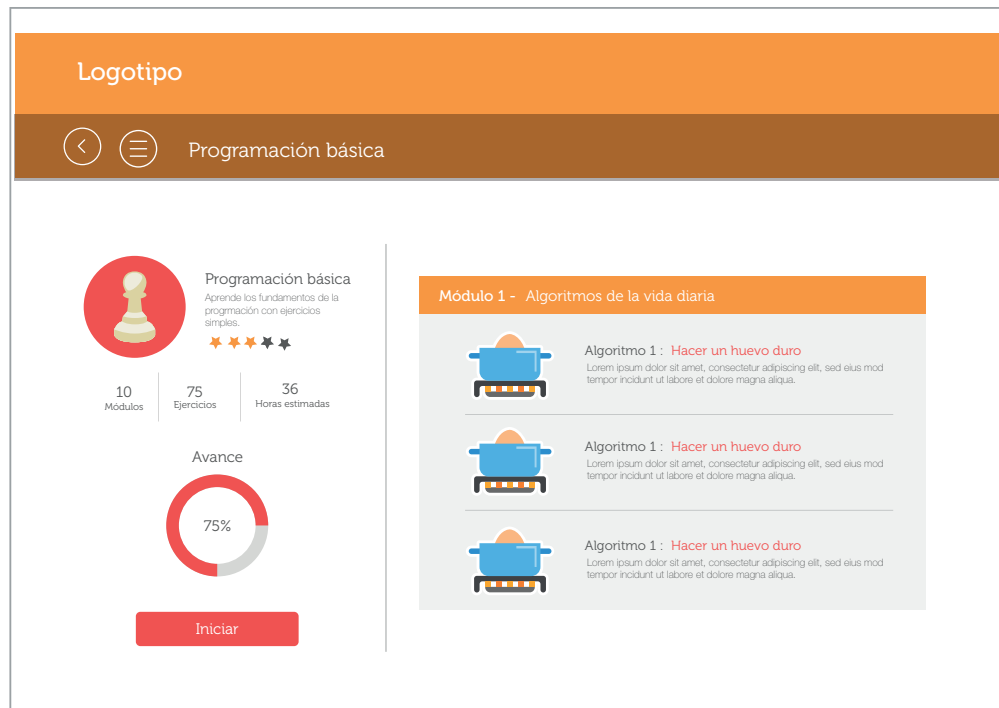 Logotipo
Programación básica
Programación básica
Aprende los fundamentos de la
progrmación con ejercicios
simples.
10
Módulos
75
Ejercicios
36
Horas estimadas
Avance
75%
Iniciar
Módulo 1 - Algoritmos de la vida diaria
Algoritmo 1 : Hacer un huevo duro
Lorem ipsum dolor sit amet, consectetur adipiscing elit, sed eius mod
tempor incidunt ut labore et dolore magna aliqua.
Algoritmo 1 : Hacer un huevo duro
Lorem ipsum dolor sit amet, consectetur adipiscing elit, sed eius mod
tempor incidunt ut labore et dolore magna aliqua.
Algoritmo 1 : Hacer un huevo duro
Lorem ipsum dolor sit amet, consectetur adipiscing elit, sed eius mod
tempor incidunt ut labore et dolore magna aliqua.